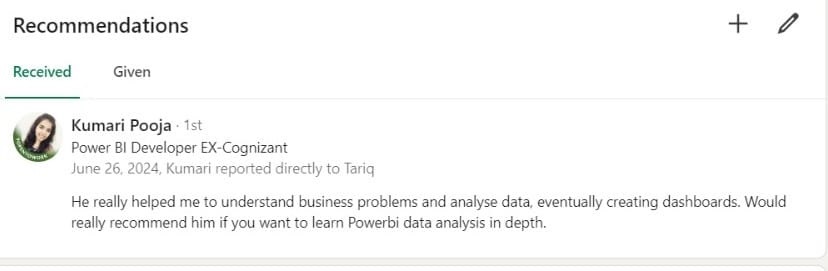 Recommendations
Received
Given
Kumari Pooja · 1st
Power BI Developer EX-Cognizant
June 26, 2024, Kumari reported directly to Tariq
He really helped me to understand business problems and analyse data, eventually creating dashboards. Would
really recommend him if you want to learn Powerbi data analysis in depth.